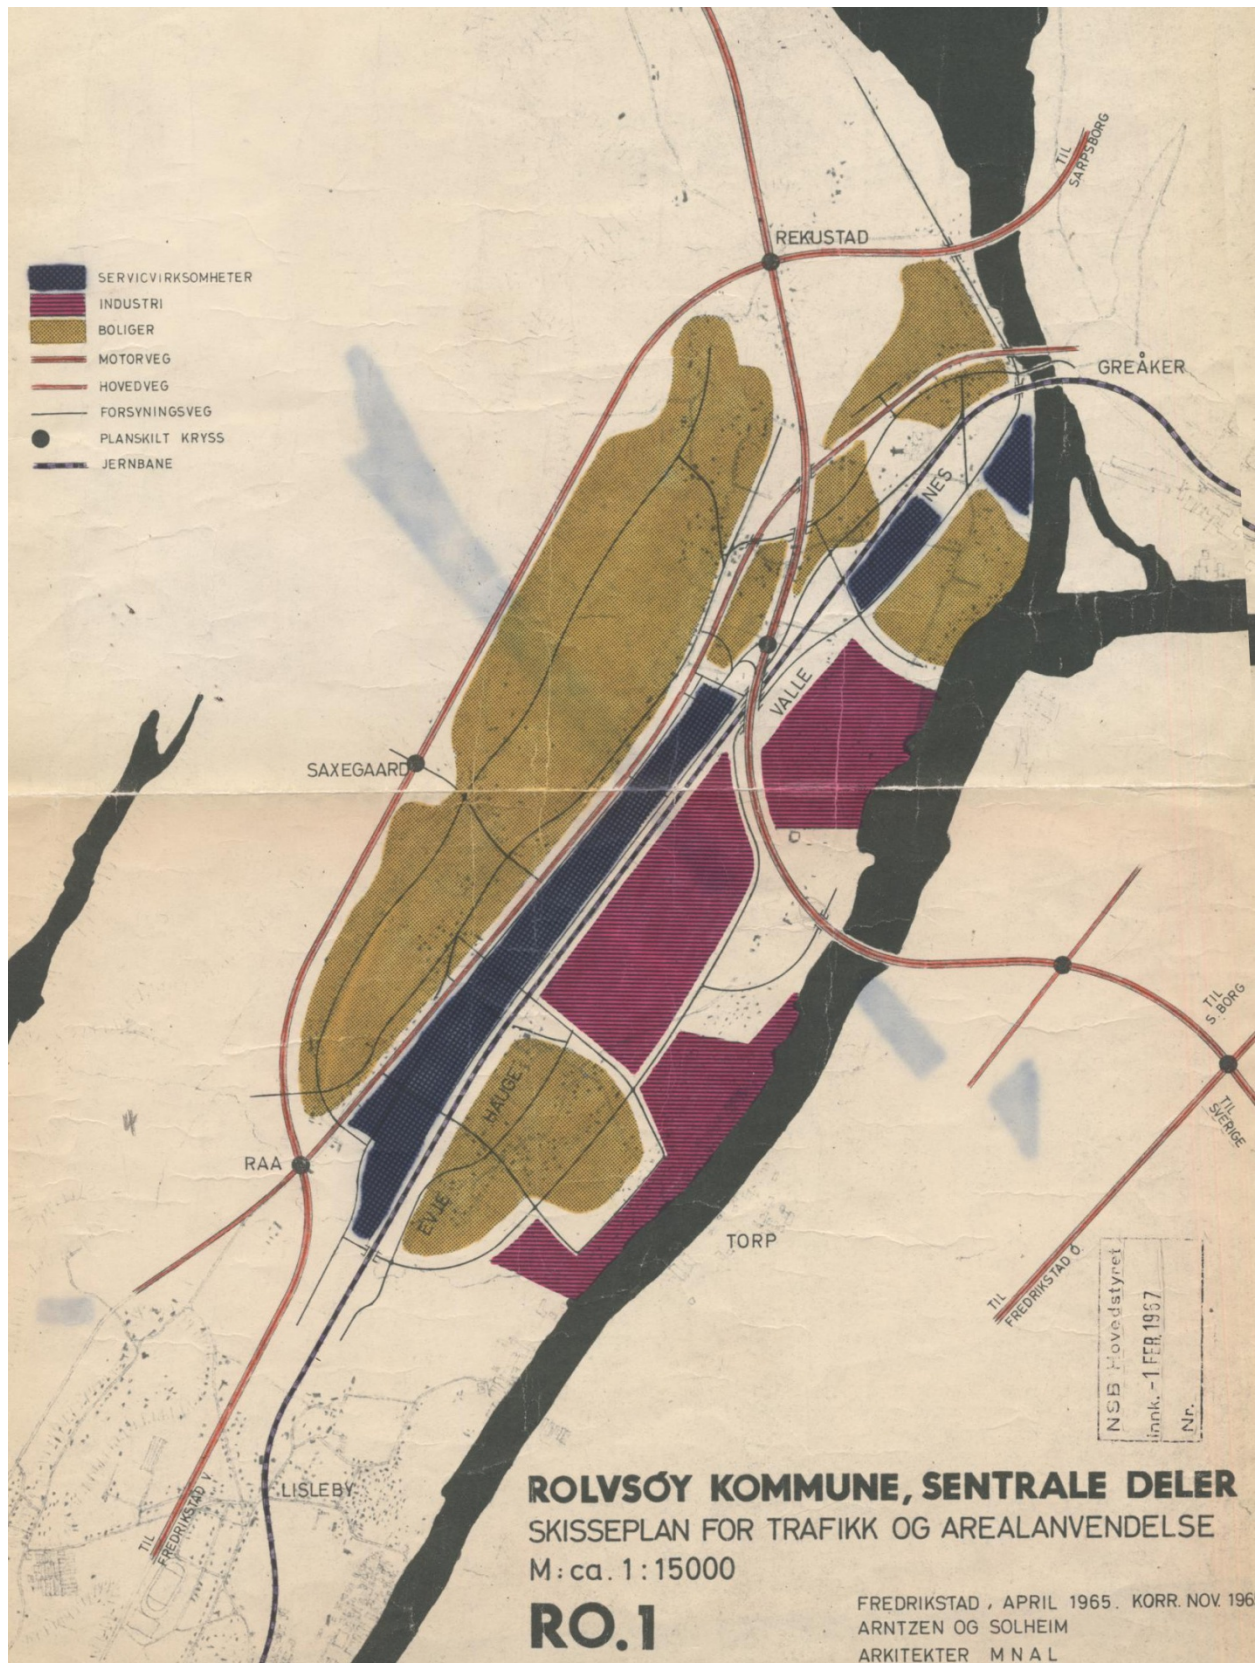 TIL
SARPSBORG
REKUSTAD
SERVICVIRKSOMHETER
INDUSTRI
BOLIGER
MOTORVEG
HOVEDVEG
FORSYNINGSVEG
PLANSKILT KRYSS
JERNBANE
GREÅKER
NES
VALLE
SAXEGAARD
TIL
S.BORG
HAUGE
TIL
SVERIGE
4
RAA
EVJE
TORP
TIL
FREDRIKSTAD Ö
NSB Hovedstyret
innk. -1 FEB. 1967
Nr.
LISLEBY
TIL
FREDRIKSTAD V
ROLVSÖY KOMMUNE, SENTRALE DELER
SKISSEPLAN FOR TRAFIKK OG AREALANVENDELSE
M: ca. 1:15000
RO.1
FREDRIKSTAD, APRIL 1965. KORR. NOV. 196
ARNTZEN OG SOLHEIM
ARKITEKTER MNAL